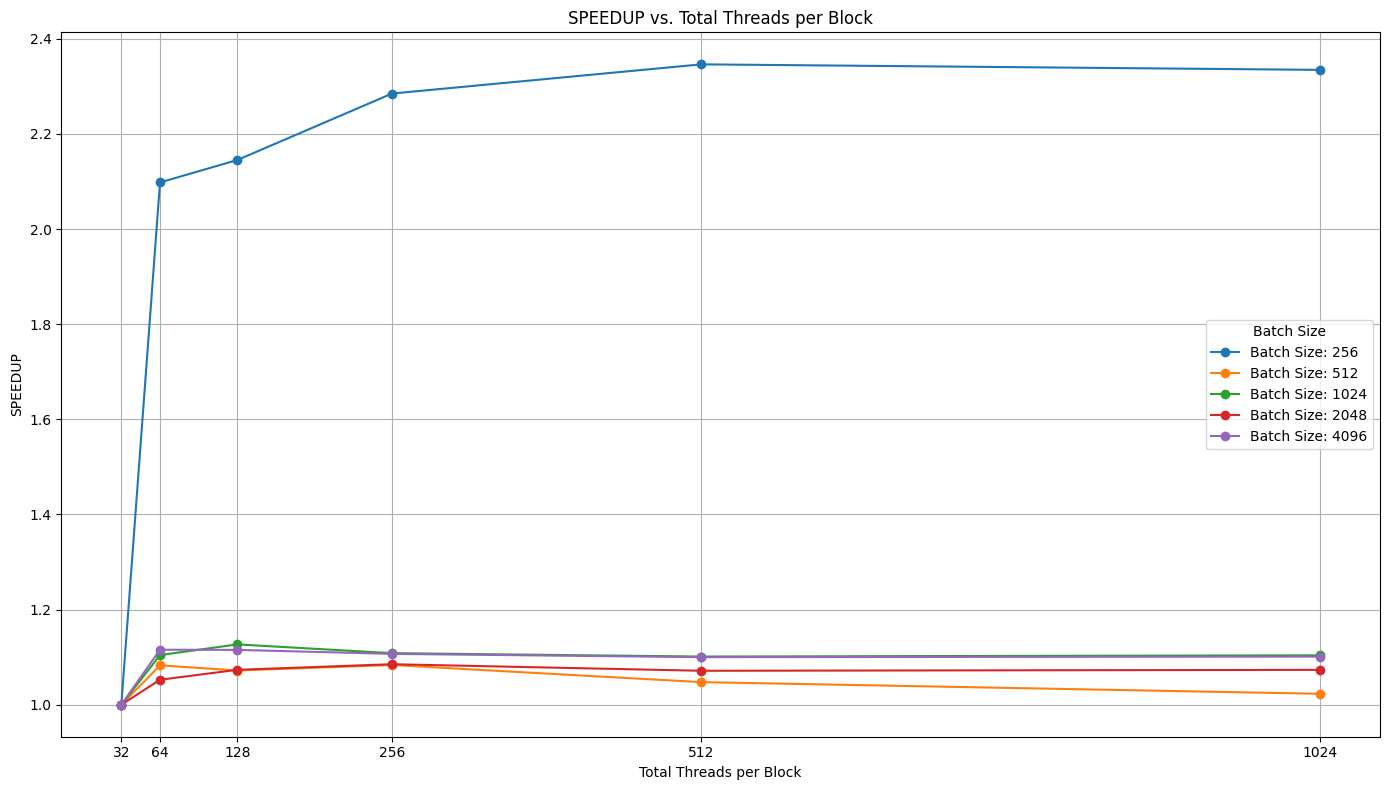 SPEEDUP vs. Total Threads per Block
2.4
2.2
2.0
1.8
1.6
1.4
1.2
1.0
SPEEDUP
Batch Size
Batch Size: 256
Batch Size: 512
Batch Size: 1024
Batch Size: 2048
Batch Size: 4096
32 64 128 256 512 1024
Total Threads per Block